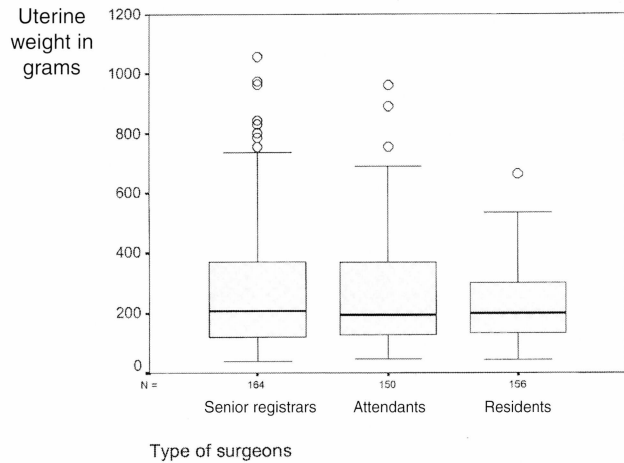 Uterine
weight in
grams
1200
1000
800
600
400
200
0
N =
164
150
156
Senior registrars
Attendants
Residents
Type of surgeons